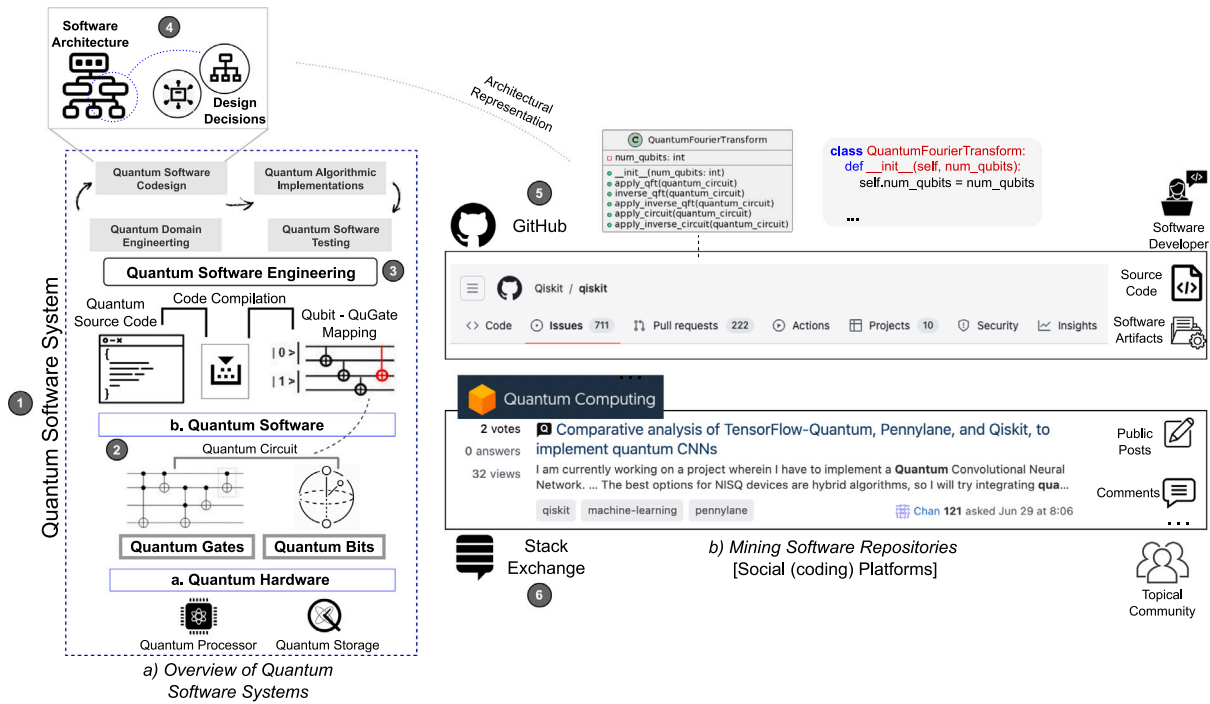 4
Software
Architecture
Design
Decisions
Architectural
Representation
Quantum Software
Codesign
Quantum Algorithmic
Implementations
Quantum Domain
Engineerting
Quantum Software
Testing
Quantum Software Engineering
3
Quantum
Source Code
Code Compilation
Qubit - QuGate
Mapping
{
}
| 0 >|
| 1 >|
1
Quantum Software System
b. Quantum Software
2
Quantum Circuit
Quantum Gates
Quantum Bits
a. Quantum Hardware
Quantum Processor
Quantum Storage
a) Overview of Quantum
Software Systems
5
GitHub
C QuantumFourierTransform
num_qubits: int
__init__(num_qubits: int)
apply_qft(quantum_circuit)
inverse_qft(quantum_circuit)
apply_inverse_qft(quantum_circuit)
apply_circuit(quantum_circuit)
apply_inverse_circuit(quantum_circuit)
class QuantumFourierTransform:
def __init__(self, num_qubits):
self.num_qubits = num_qubits
...
</>
Software
Developer
Qiskit / qiskit
<> Code
Issues 711
Pull requests 222
Actions
Projects 10
Security
Insights
Source
Code
</>
Software
Artifacts
...
Quantum Computing
2 votes
0 answers
32 views
Q Comparative analysis of TensorFlow-Quantum, Pennylane, and Qiskit, to
implement quantum CNNs
I am currently working on a project wherein I have to implement a Quantum Convolutional Neural
Network. ... The best options for NISQ devices are hybrid algorithms, so I will try integrating qua...
qiskit
machine-learning
pennylane
Chan 121 asked Jun 29 at 8:06
Public
Posts
Comments
...
Stack
Exchange
6
b) Mining Software Repositories
[Social (coding) Platforms]
Topical
Community